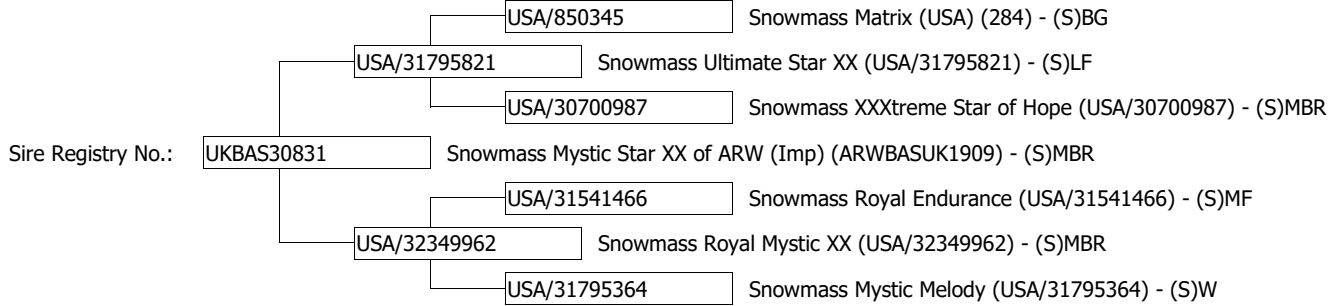 USA/850345 Snowmass Matrix (USA) (284) - (S)BG
USA/31795821 Snowmass Ultimate Star XX (USA/31795821) - (S)LF
USA/30700987 Snowmass XXXtreme Star of Hope (USA/30700987) - (S)MBR
Sire Registry No.: UKBAS30831 Snowmass Mystic Star XX of ARW (Imp) (ARWBASUK1909) - (S)MBR
USA/31541466 Snowmass Royal Endurance (USA/31541466) - (S)MF
USA/32349962 Snowmass Royal Mystic XX (USA/32349962) - (S)MBR
USA/31795364 Snowmass Mystic Melody (USA/31795364) - (S)W